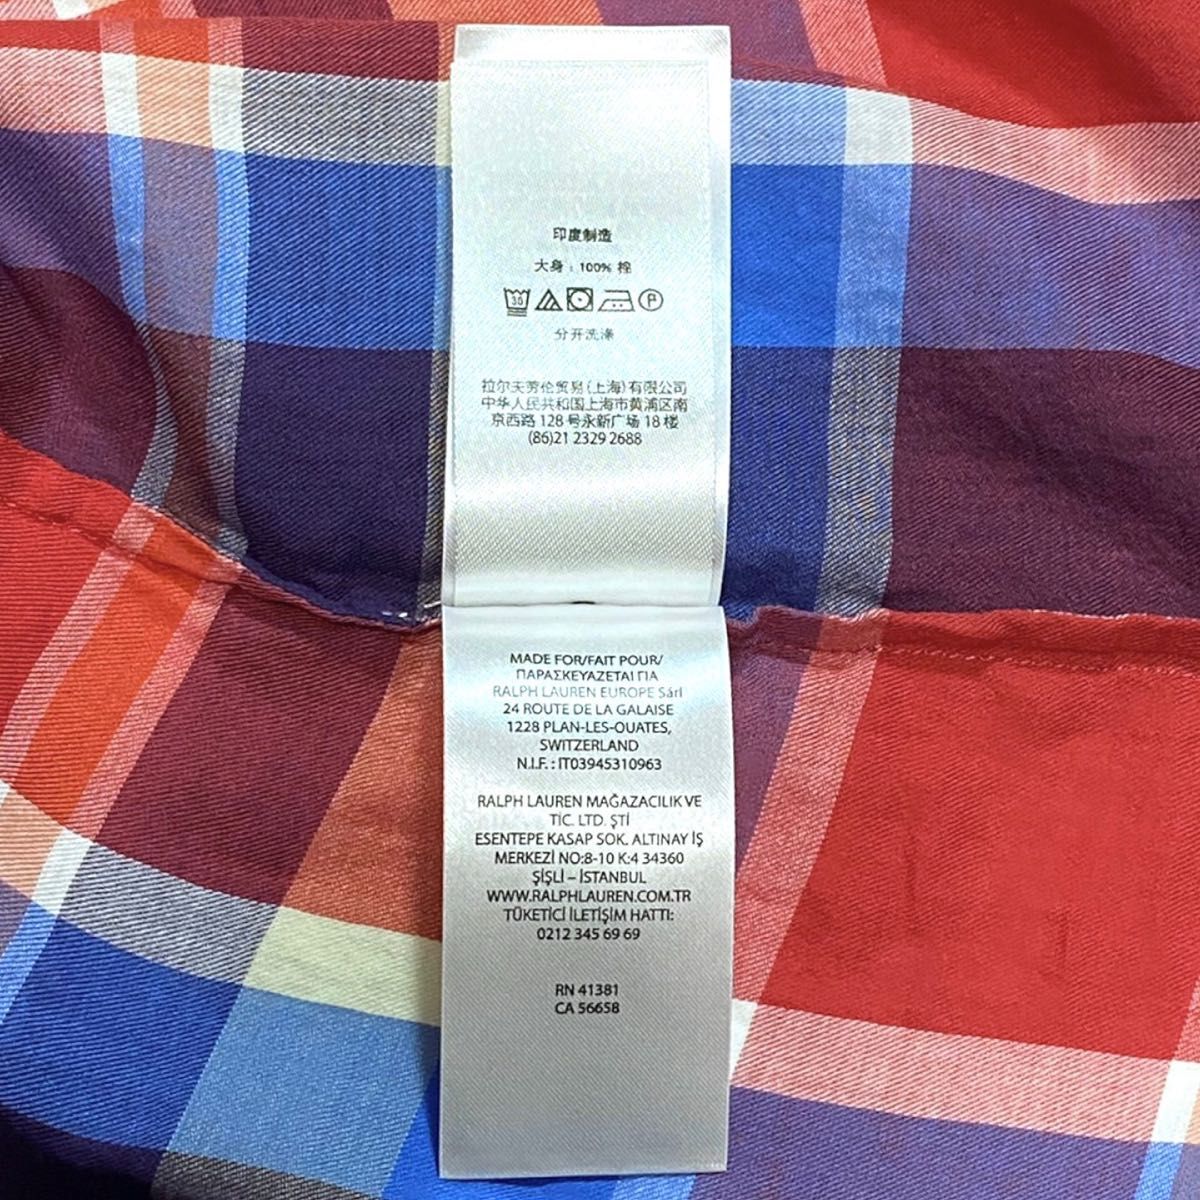 印度制造
大身 : 100% 棉
30 P
分开洗涤
拉尔夫劳伦贸易(上海)有限公司
中华人民共和国上海市黄浦区南
京西路 128 号永新广场 18 楼
(86)21 2329 2688
MADE FOR/FAIT POUR/
ΠΑΡΑΣΚΕΥΑΖΕΤΑΙ ΓΙΑ
RALPH LAUREN EUROPE Sárl
24 ROUTE DE LA GALAISE
1228 PLAN-LES-OUATES,
SWITZERLAND
N.I.F. : IT03945310963
RALPH LAUREN MAĞAZACILIK VE
TİC. LTD. ŞTİ
ESENTEPE KASAP SOK. ALTINAY İŞ
MERKEZİ NO:8-10 K:4 34360
ŞİŞLİ – İSTANBUL
WWW.RALPHLAUREN.COM.TR
TÜKETİCİ İLETİŞİM HATTI:
0212 345 69 69
RN 41381
CA 56658